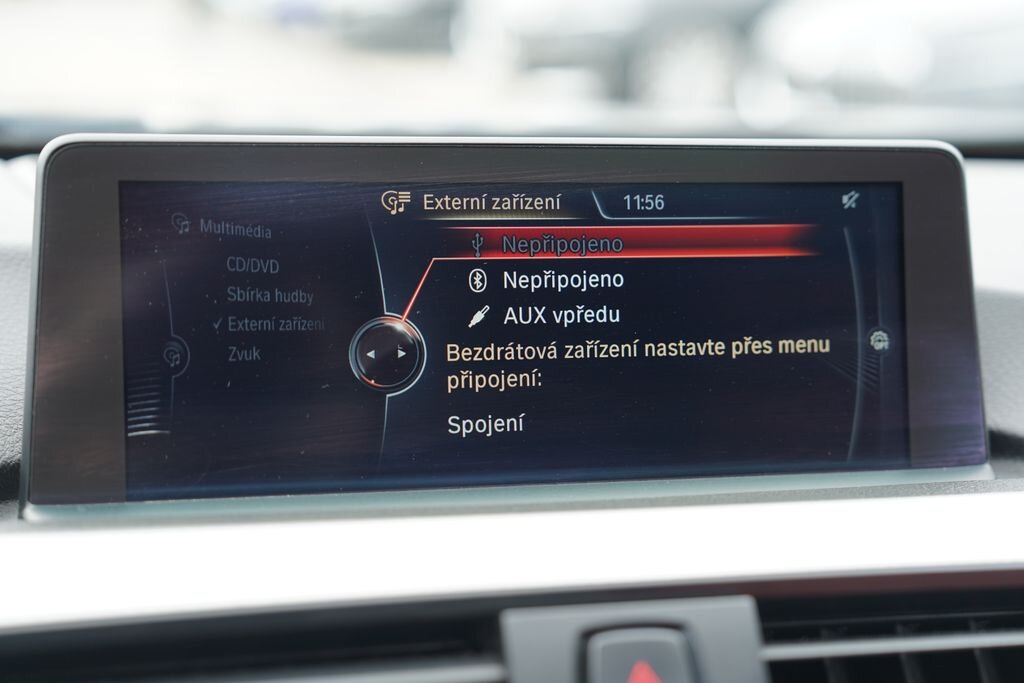 Externí zařízení
11:56
Multimédia
CD/DVD
Sbírka hudby
Externí zařízení
Zvuk
Nepřipojeno
Nepřipojeno
AUX vpředu
Bezdrátová zařízení nastavte přes menu
připojení:
Spojení